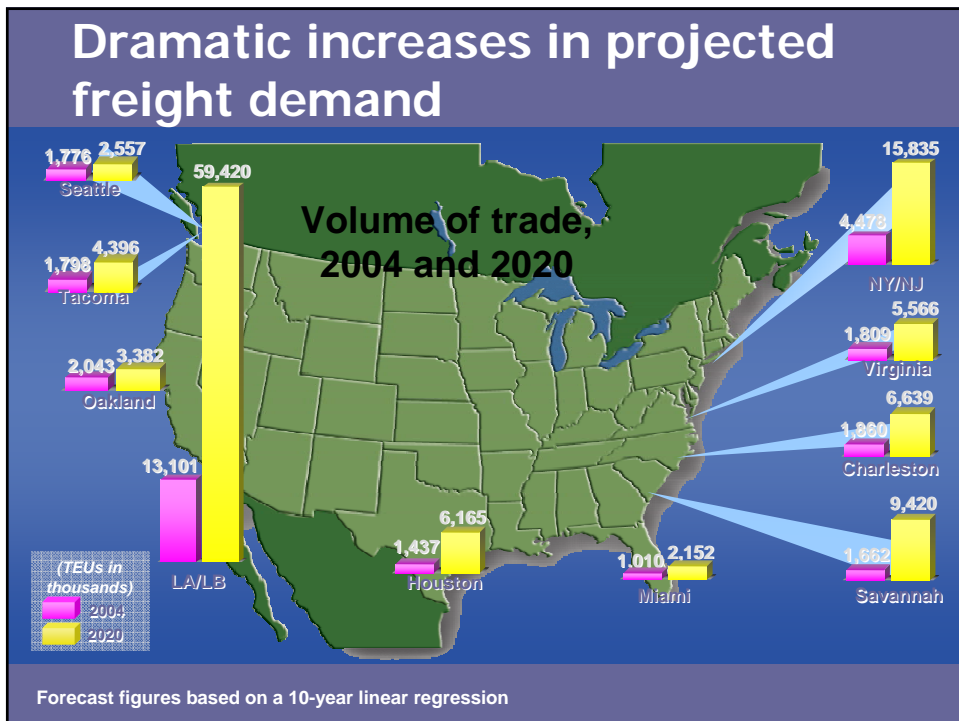 Dramatic increases in projected
freight demand
Volume of trade,
2004 and 2020
1,776 2,557
Seattle
1,798 4,396
Tacoma
2,043 3,382
Oakland
13,101 59,420
LA/LB
1,437 6,165
Houston
1,010 2,152
Miami
4,478 15,835
NY/NJ
1,809 5,566
Virginia
1,860 6,639
Charleston
1,662 9,420
Savannah
(TEUs in
thousands)
2004
2020
Forecast figures based on a 10-year linear regression